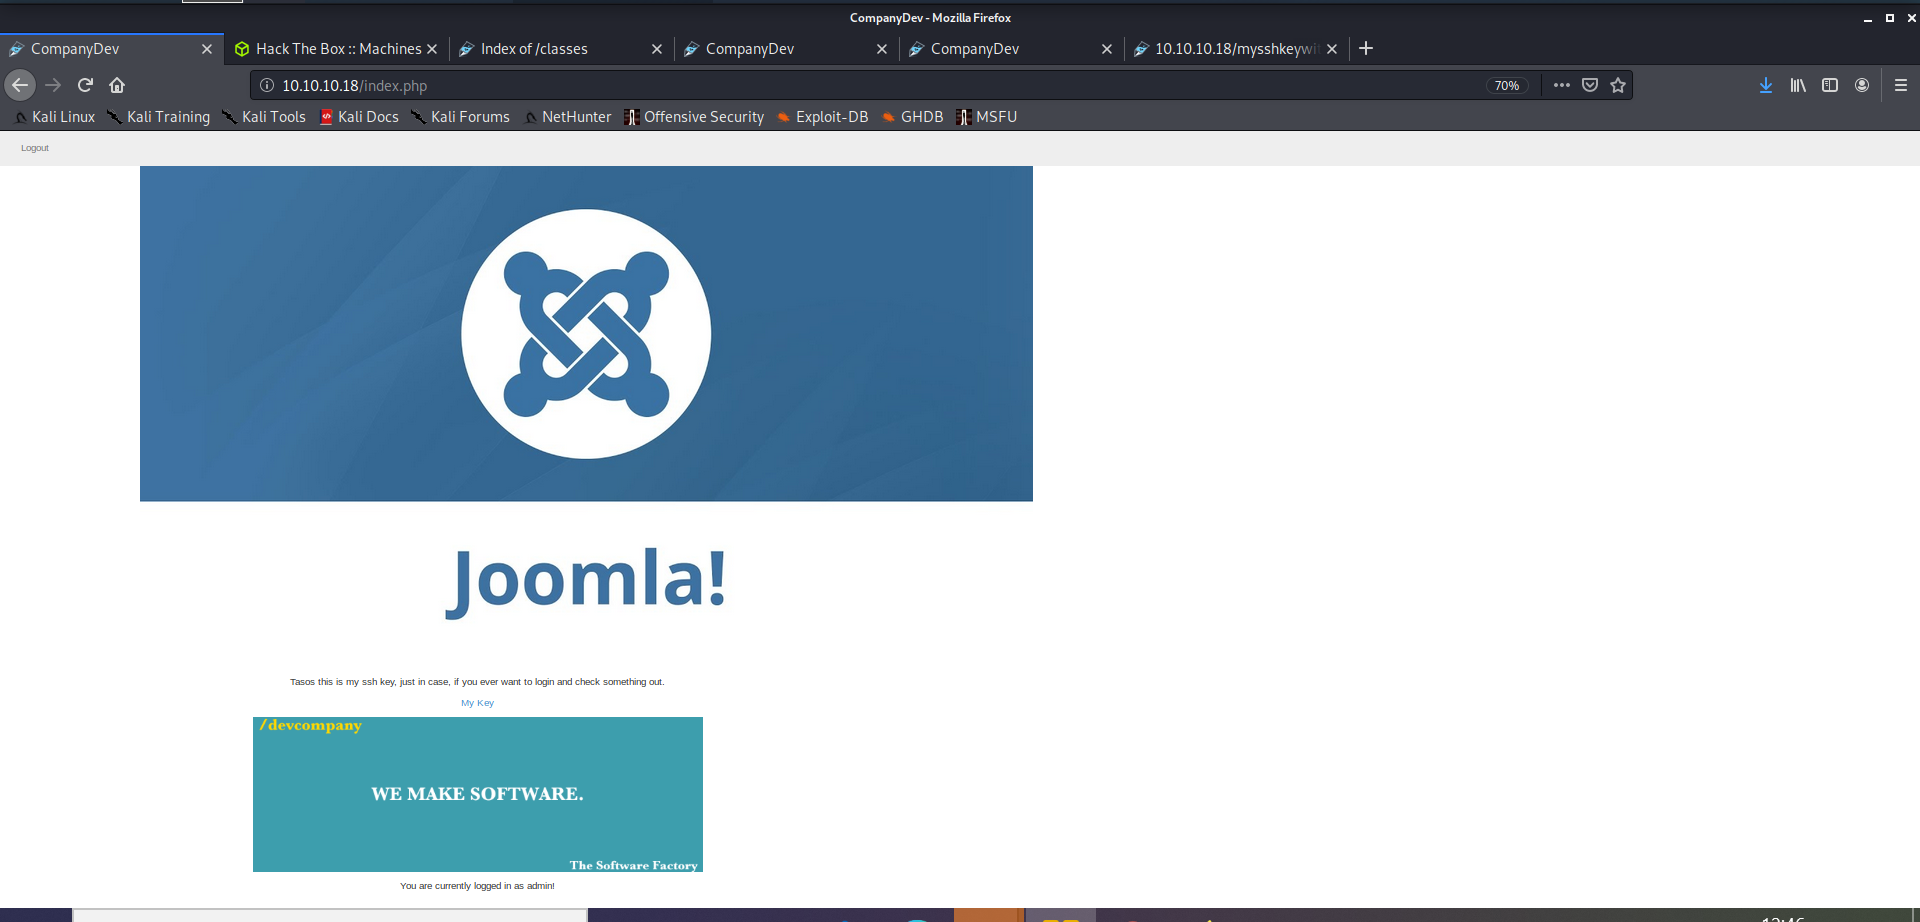 CompanyDev - Mozilla Firefox
CompanyDev
Hack The Box :: Machines
Index of /classes
CompanyDev
CompanyDev
10.10.10.18/mysshkeywit
10.10.10.18/index.php
70%
Kali Linux
Kali Training
Kali Tools
Kali Docs
Kali Forums
NetHunter
Offensive Security
Exploit-DB
GHDB
MSFU
Logout
Joomla!
Tasos this is my ssh key, just in case, if you ever want to login and check something out.
My Key
/devcompany
WE MAKE SOFTWARE.
The Software Factory
You are currently logged in as admin!